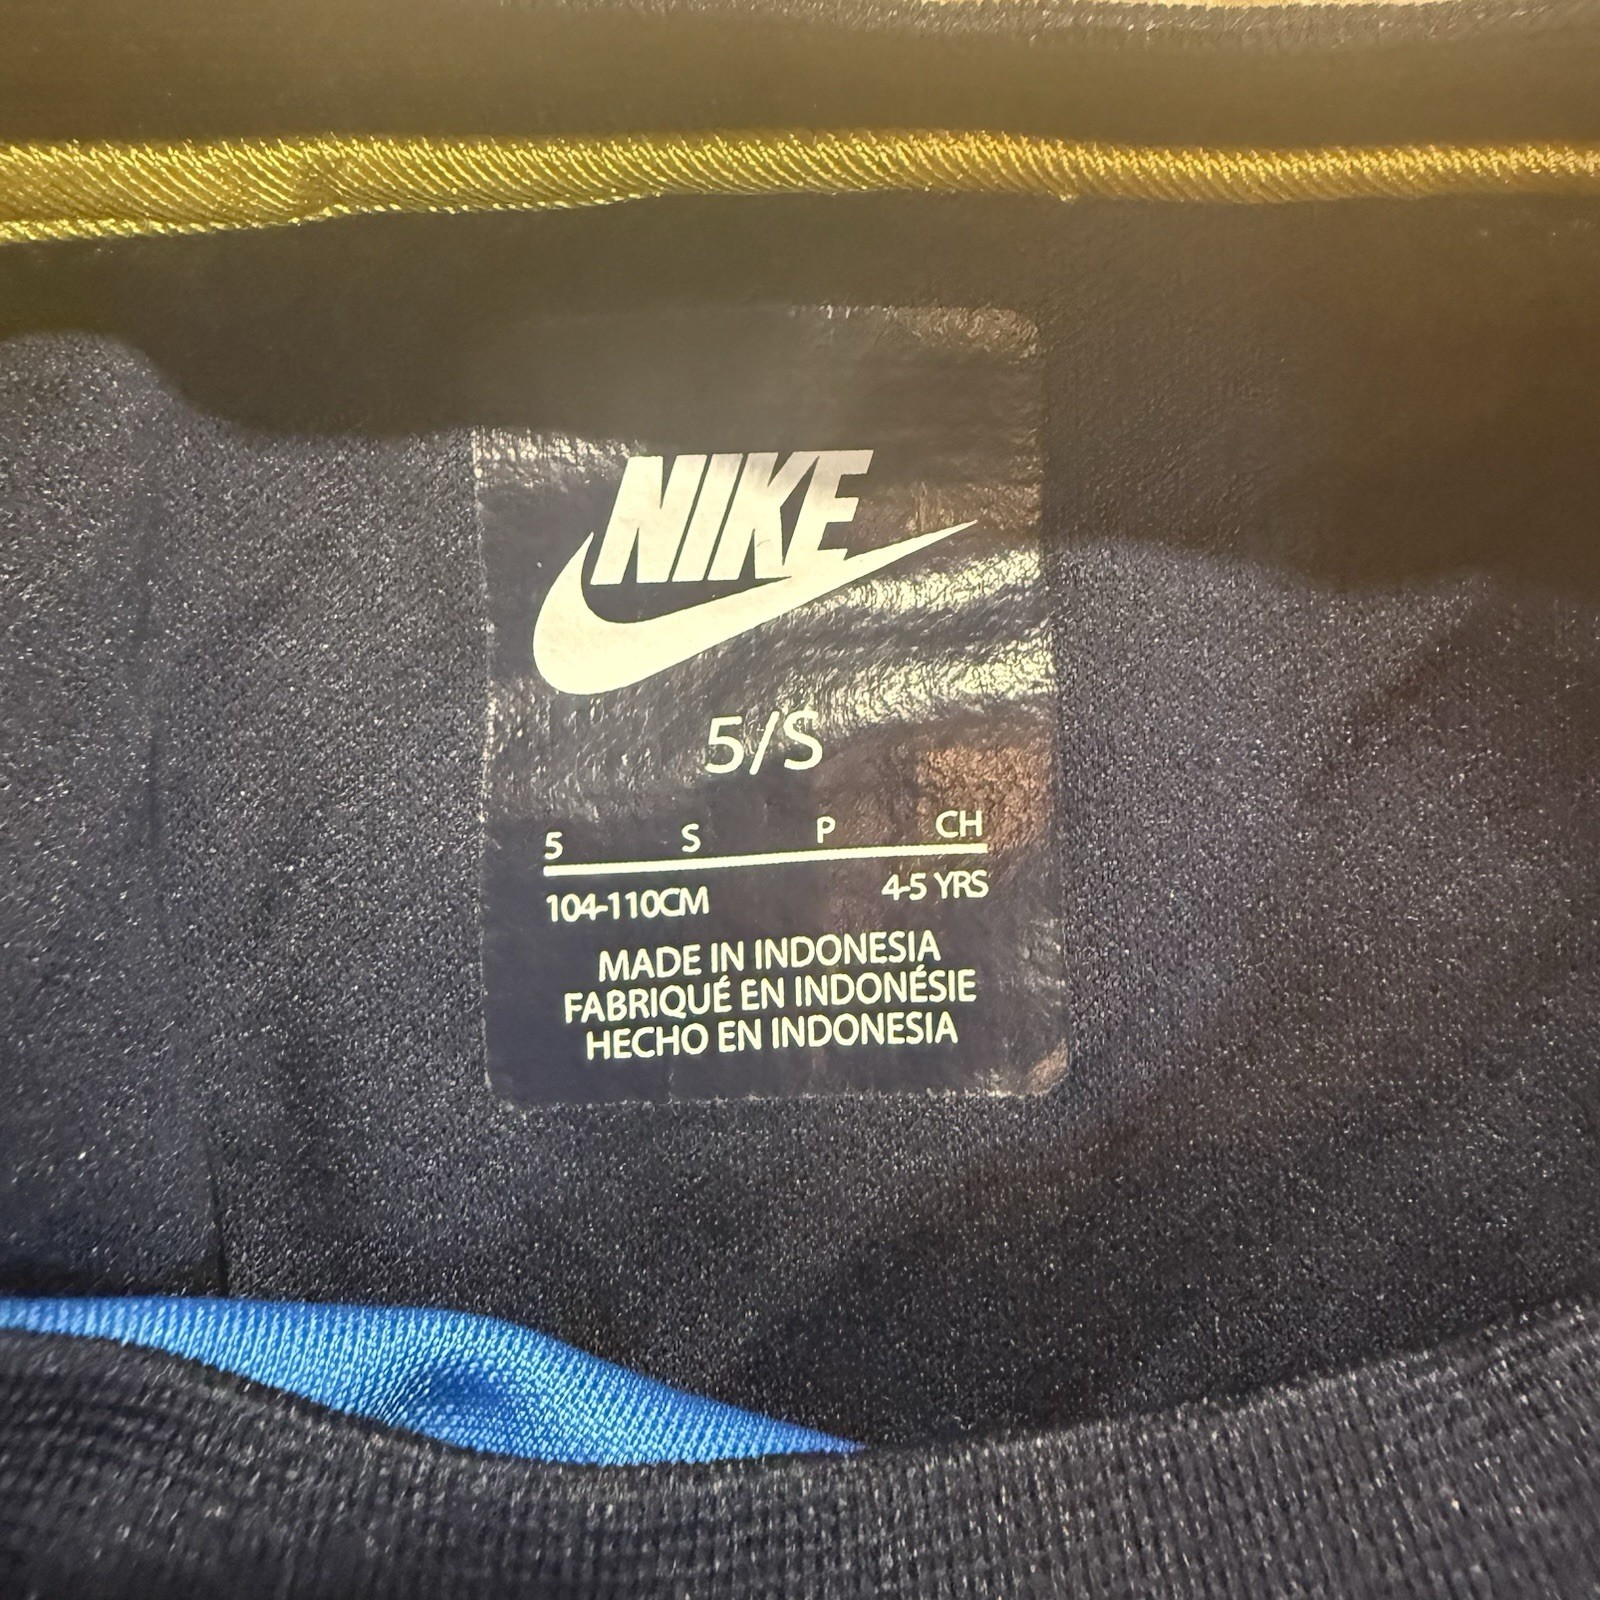 NIKE
5/S
5 S P CH
104-110CM 4-5 YRS
MADE IN INDONESIA
FABRIQUÉ EN INDONÉSIE
HECHO EN INDONESIA